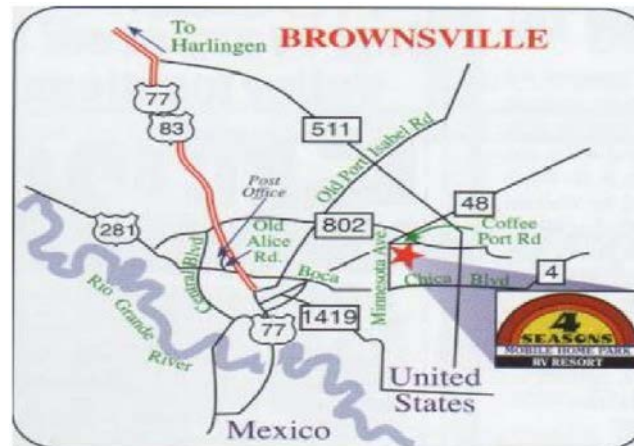 To
Harlingen
BROWNSVILLE
77
83
511
Old Port Isabel Rd
Post
Office
48
281
Central Blvd
Old
Alice
Rd.
802
Coffee
Port Rd
Minnesota Ave.
Boca
Chica Blvd
4
Rio Grande
River
77
1419
4
SEASONS
MOBILE HOME PARK
RV RESORT
United
States
Mexico